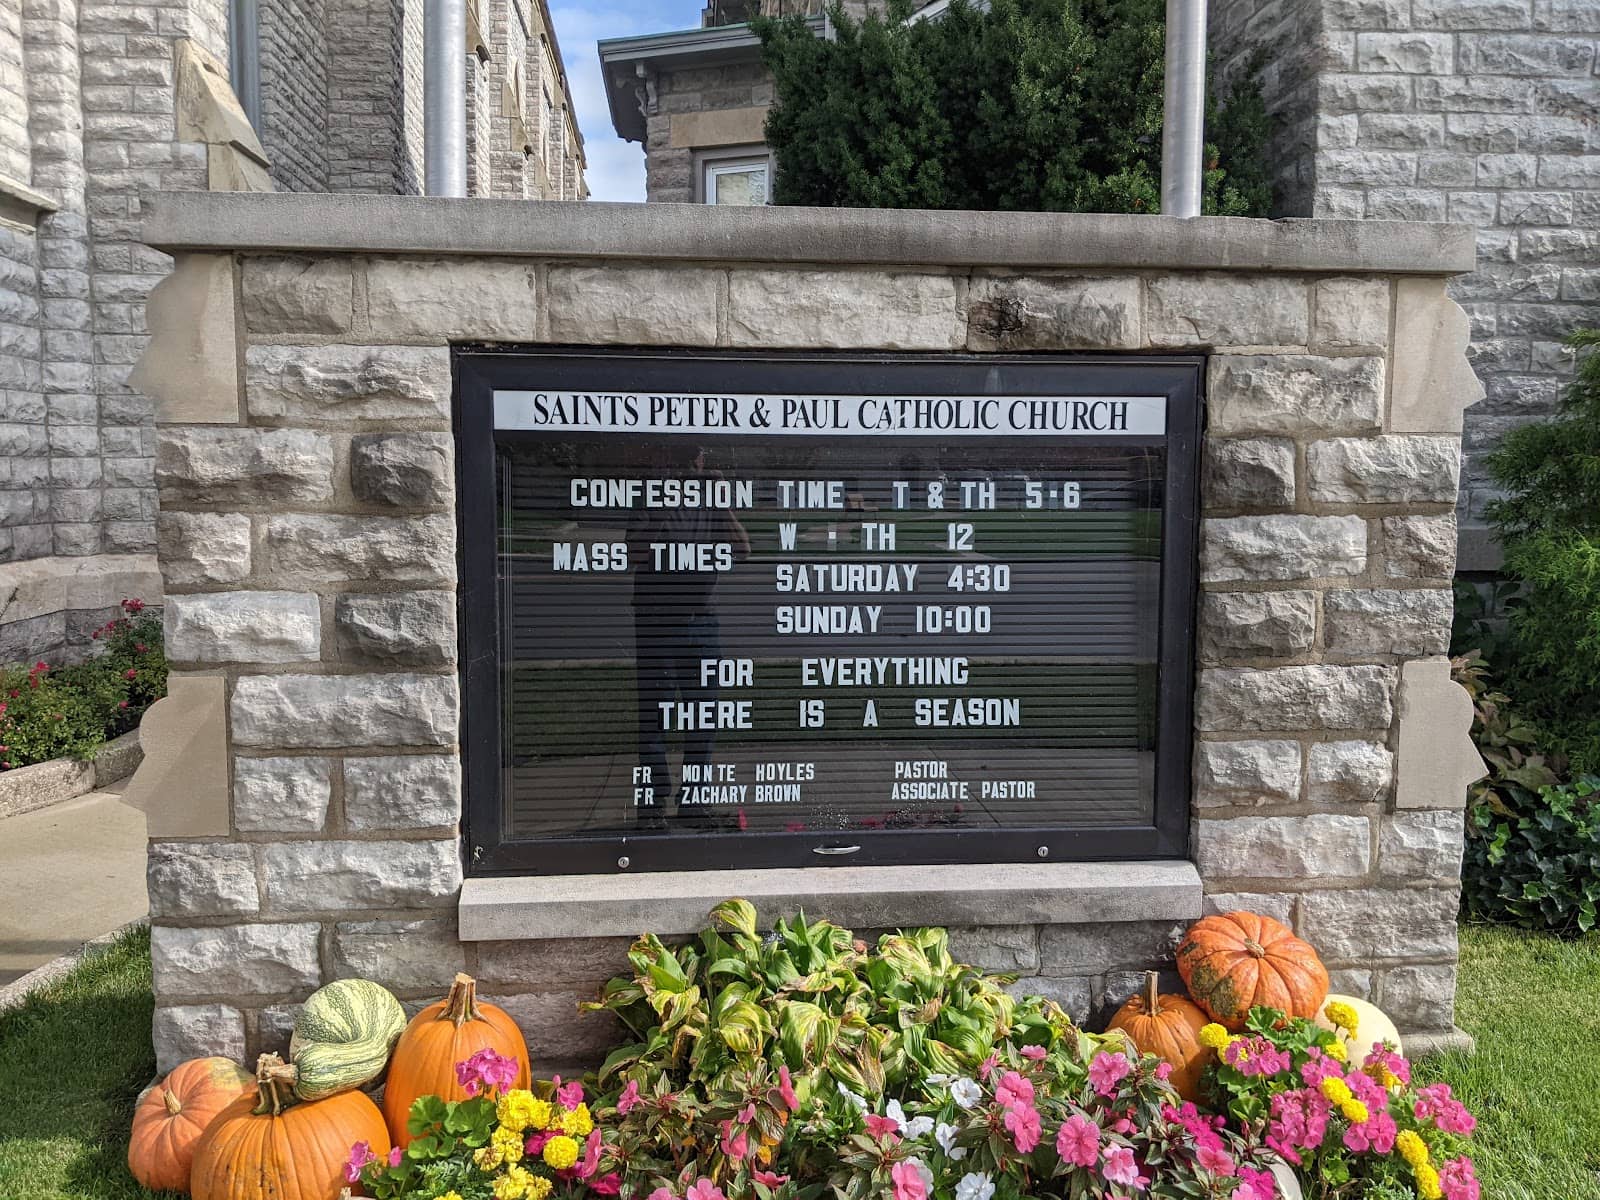 SAINTS PETER & PAUL CATHOLIC CHURCH
CONFESSION TIME T & TH 5-6
MASS TIMES W - TH 12
SATURDAY 4:30
SUNDAY 10:00
FOR EVERYTHING
THERE IS A SEASON
FR MONTE HOYLES PASTOR
FR ZACHARY BROWN ASSOCIATE PASTOR